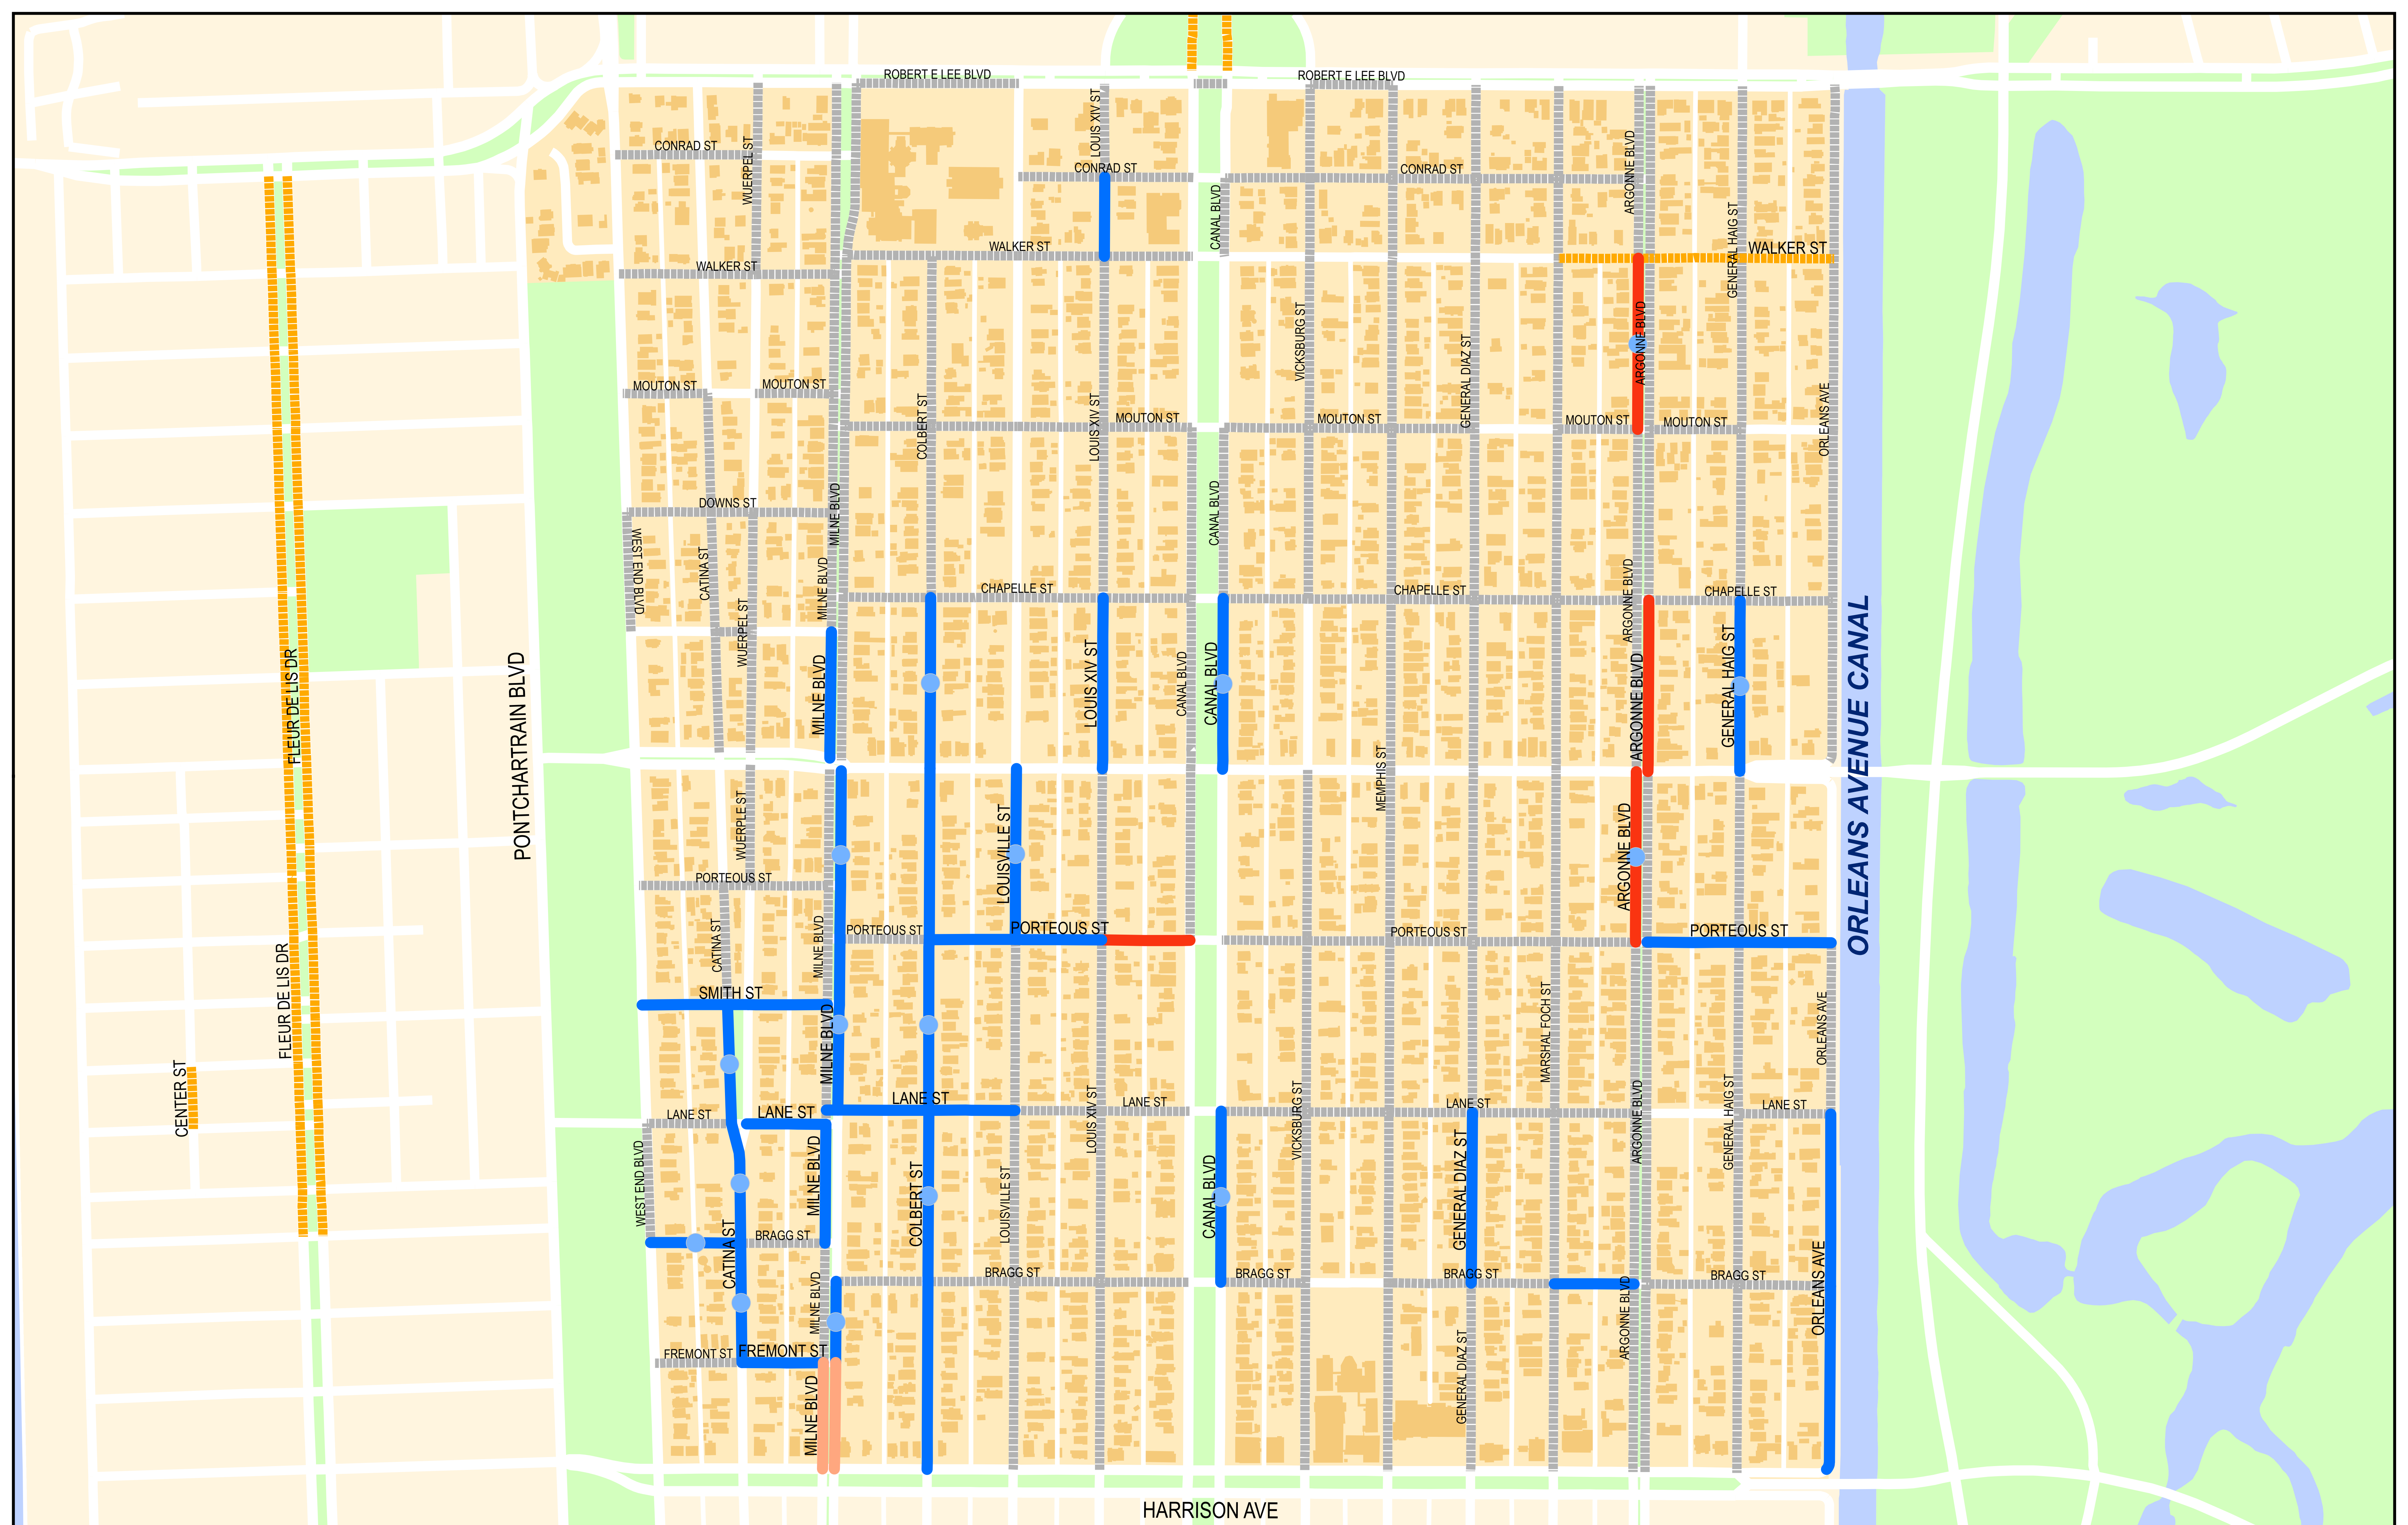 ROBERT E LEE BLVD
ROBERT E LEE BLVD
LOUIS XIV ST
CONRAD ST
WUERPEL ST
CONRAD ST
CONRAD ST
ARGONNE BLVD
CANAL BLVD
GENERAL HAIG ST
WALKER ST
WALKER ST
WALKER ST
VICKSBURG ST
GENERAL DIAZ ST
ARGONNE BLVD
MOUTON ST
MOUTON ST
COLBERT ST
LOUIS XIV ST
MOUTON ST
MOUTON ST
MOUTON ST
MOUTON ST
ORLEANS AVE
DOWNS ST
MILNE BLVD
CANAL BLVD
WEST END BLVD
CATINA ST
MILNE BLVD
CHAPELLE ST
CHAPELLE ST
ARGONNE BLVD
CHAPELLE ST
WUERPEL ST
FLEUR DE LIS DR
PONTCHARTRAIN BLVD
MILNE BLVD
LOUIS XIV ST
CANAL BLVD
CANAL BLVD
ARGONNE BLVD
GENERAL HAIG ST
ORLEANS AVENUE CANAL
MEMPHIS ST
WUERPLE ST
LOUISVILLE ST
ARGONNE BLVD
PORTEOUS ST
PORTEOUS ST
PORTEOUS ST
PORTEOUS ST
PORTEOUS ST
CATINA ST
MILNE BLVD
FLEUR DE LIS DR
SMITH ST
MILNE BLVD
MARSHAL FOCH ST
ORLEANS AVE
CENTER ST
LANE ST
LANE ST
LANE ST
LANE ST
LANE ST
LANE ST
LOUIS XIV ST
VICKSBURG ST
ARGONNE BLVD
GENERAL HAIG ST
WEST END BLVD
MILNE BLVD
COLBERT ST
LOUISVILLE ST
CANAL BLVD
GENERAL DIAZ ST
CATINA ST
BRAGG ST
BRAGG ST
BRAGG ST
BRAGG ST
BRAGG ST
MILNE BLVD
ARGONNE BLVD
ORLEANS AVE
FREMONT ST
FREMONT ST
GENERAL DIAZ ST
MILNE BLVD
HARRISON AVE